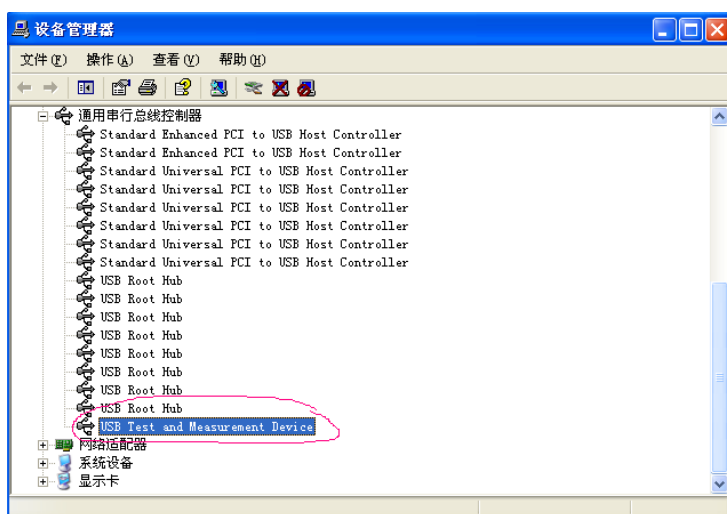 设备管理器
文件(F) 操作(A) 查看(V) 帮助(H)
通用串行总线控制器
Standard Enhanced PCI to USB Host Controller
Standard Enhanced PCI to USB Host Controller
Standard Universal PCI to USB Host Controller
Standard Universal PCI to USB Host Controller
Standard Universal PCI to USB Host Controller
Standard Universal PCI to USB Host Controller
Standard Universal PCI to USB Host Controller
Standard Universal PCI to USB Host Controller
USB Root Hub
USB Root Hub
USB Root Hub
USB Root Hub
USB Root Hub
USB Root Hub
USB Root Hub
USB Root Hub
USB Test and Measurement Device
网络适配器
系统设备
显示卡